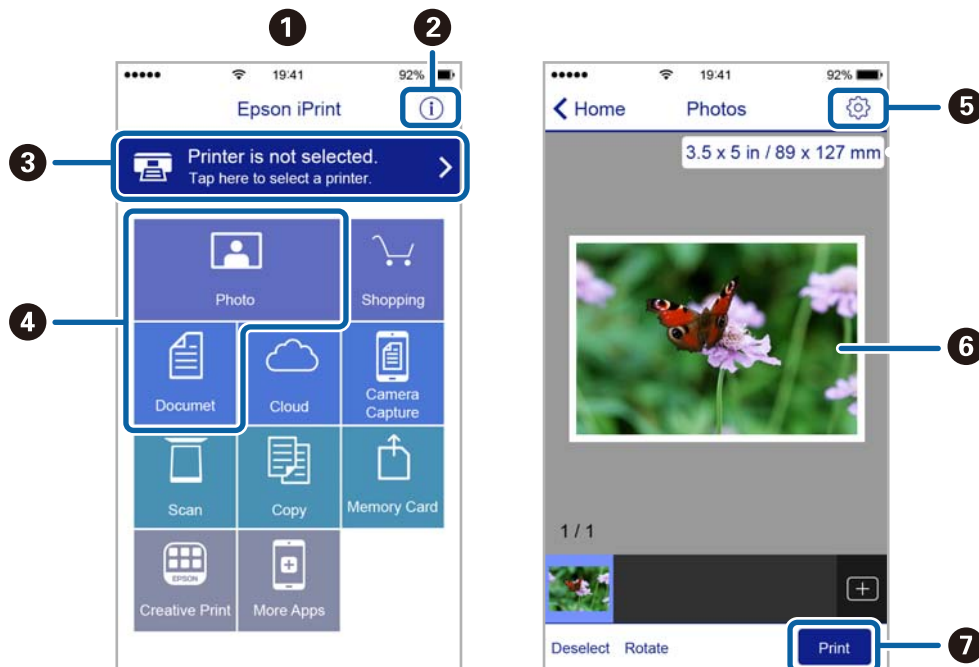 1
2
19:41
92%
Epson iPrint
3
Printer is not selected.
Tap here to select a printer.
4
Photo
Shopping
Documet
Cloud
Camera
Capture
Scan
Copy
Memory Card
EPSON
Creative Print
More Apps
19:41
92%
Home
Photos
5
3.5 x 5 in / 89 x 127 mm
6
1 / 1
Deselect
Rotate
Print
7